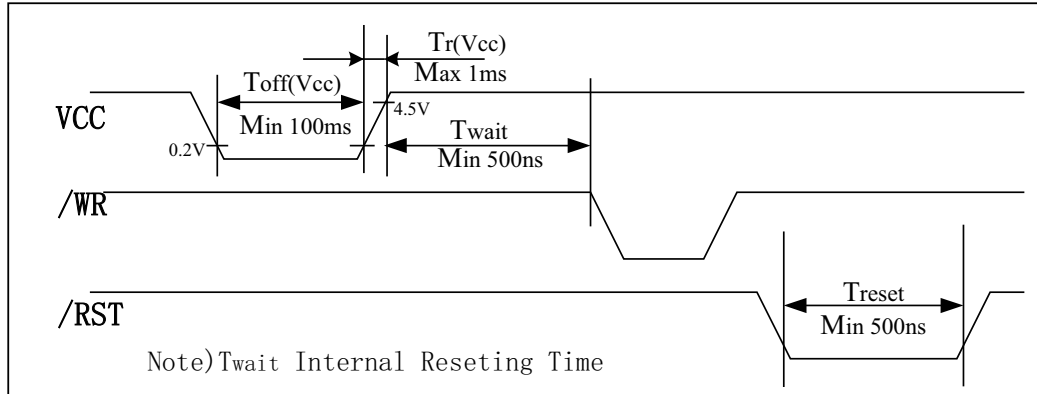 Tr(Vcc)
Max 1ms
Toff(Vcc)
VCC
4.5V
Min 100ms
Twait
0.2V
Min 500ns
/WR
Treset
/RST
Min 500ns
Note)Twait Internal Reseting Time